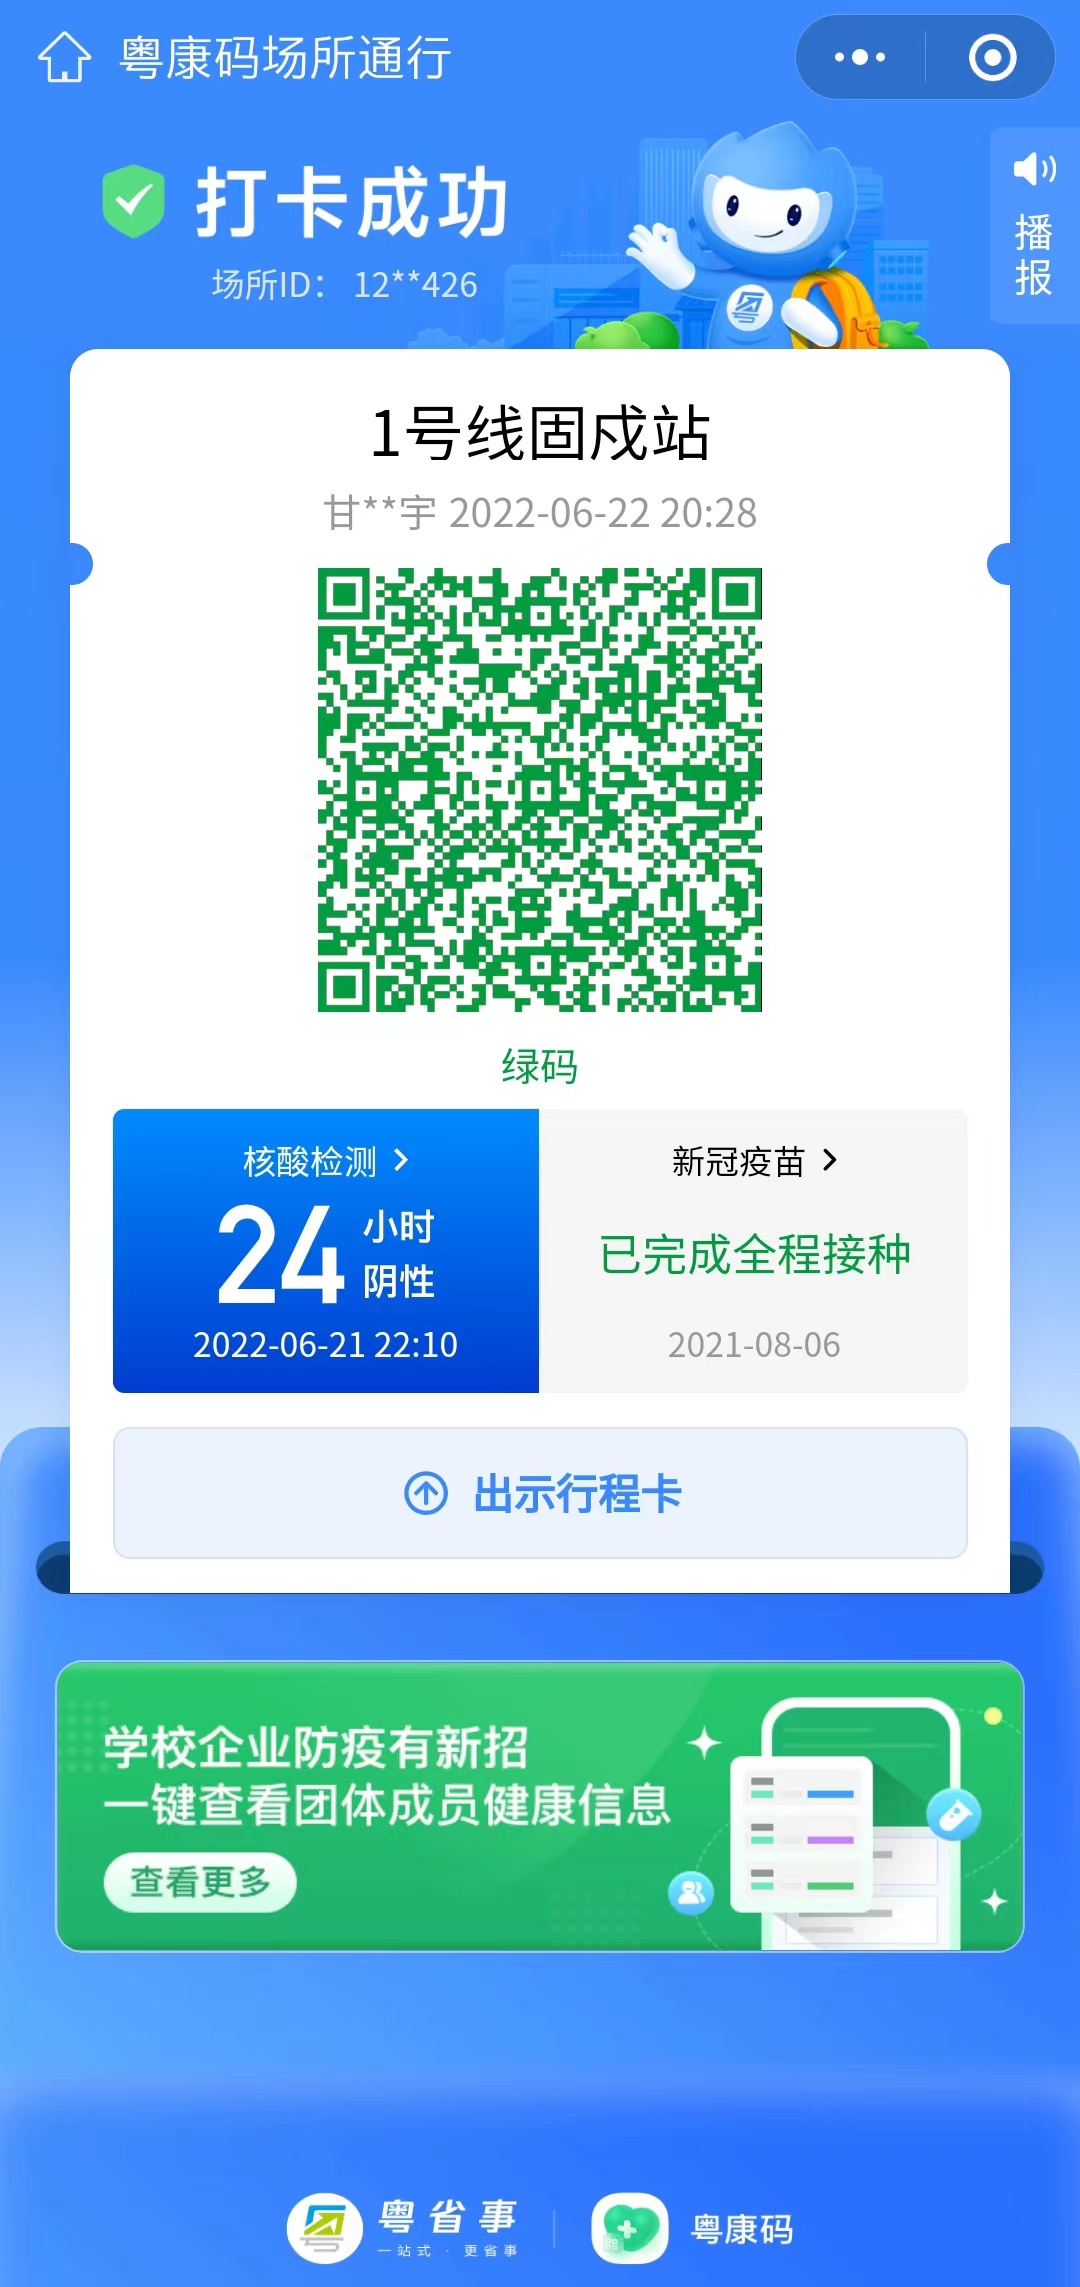 粤康码场所通行
打卡成功
场所ID： 12**426
播
报
1号线固戍站
甘**宇 2022-06-22 20:28
绿码
核酸检测
24 小时
阴性
2022-06-21 22:10
新冠疫苗
已完成全程接种
2021-08-06
出示行程卡
学校企业防疫有新招
一键查看团体成员健康信息
查看更多
粤省事
一站式 · 更省事
粤康码